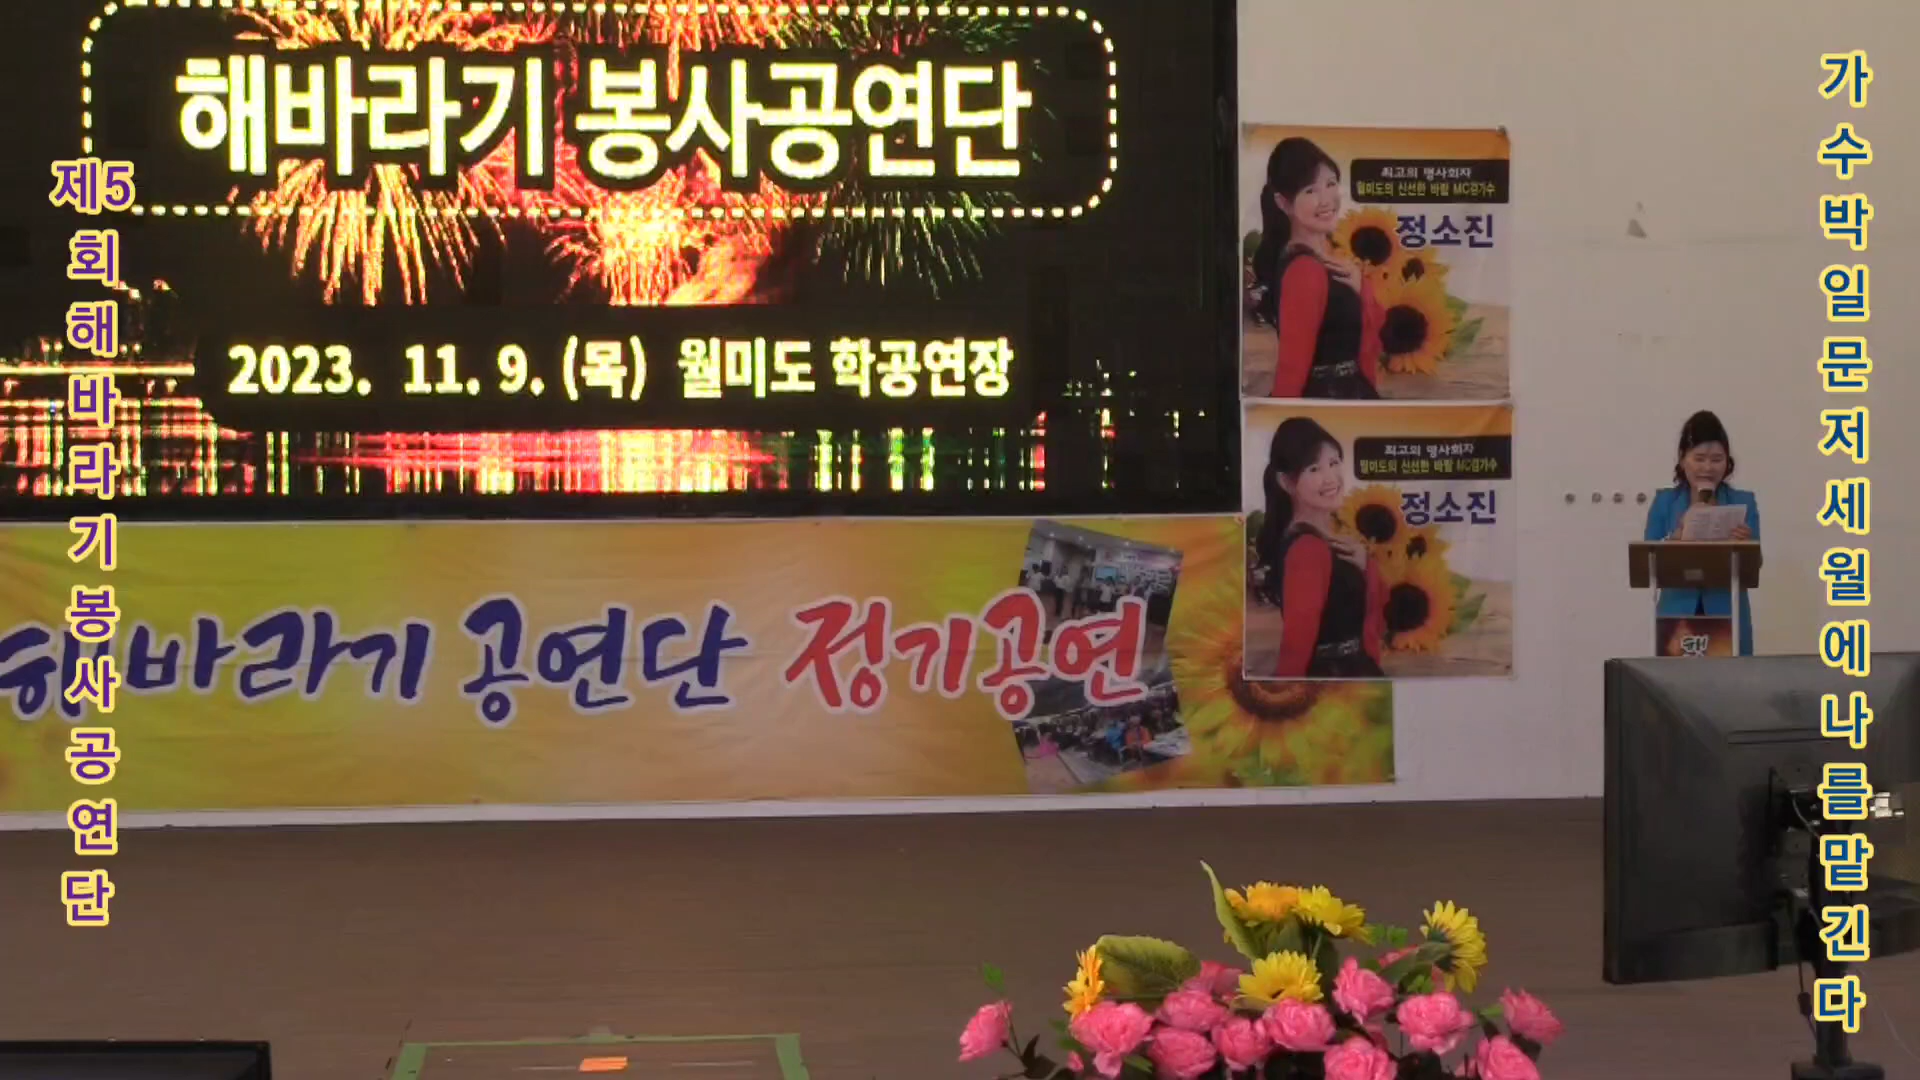 해바라기 봉사공연단
2023. 11. 9. (목) 월미도 학공연장
제5회해바라기봉사공연단
가수박일문저세월에나를맡긴다
최고의 명사회자
월미도의 신선한 바람 MC겸가수
정소진
최고의 명사회자
월미도의 신선한 바람 MC겸가수
정소진
해바라기 공연단 정기공연